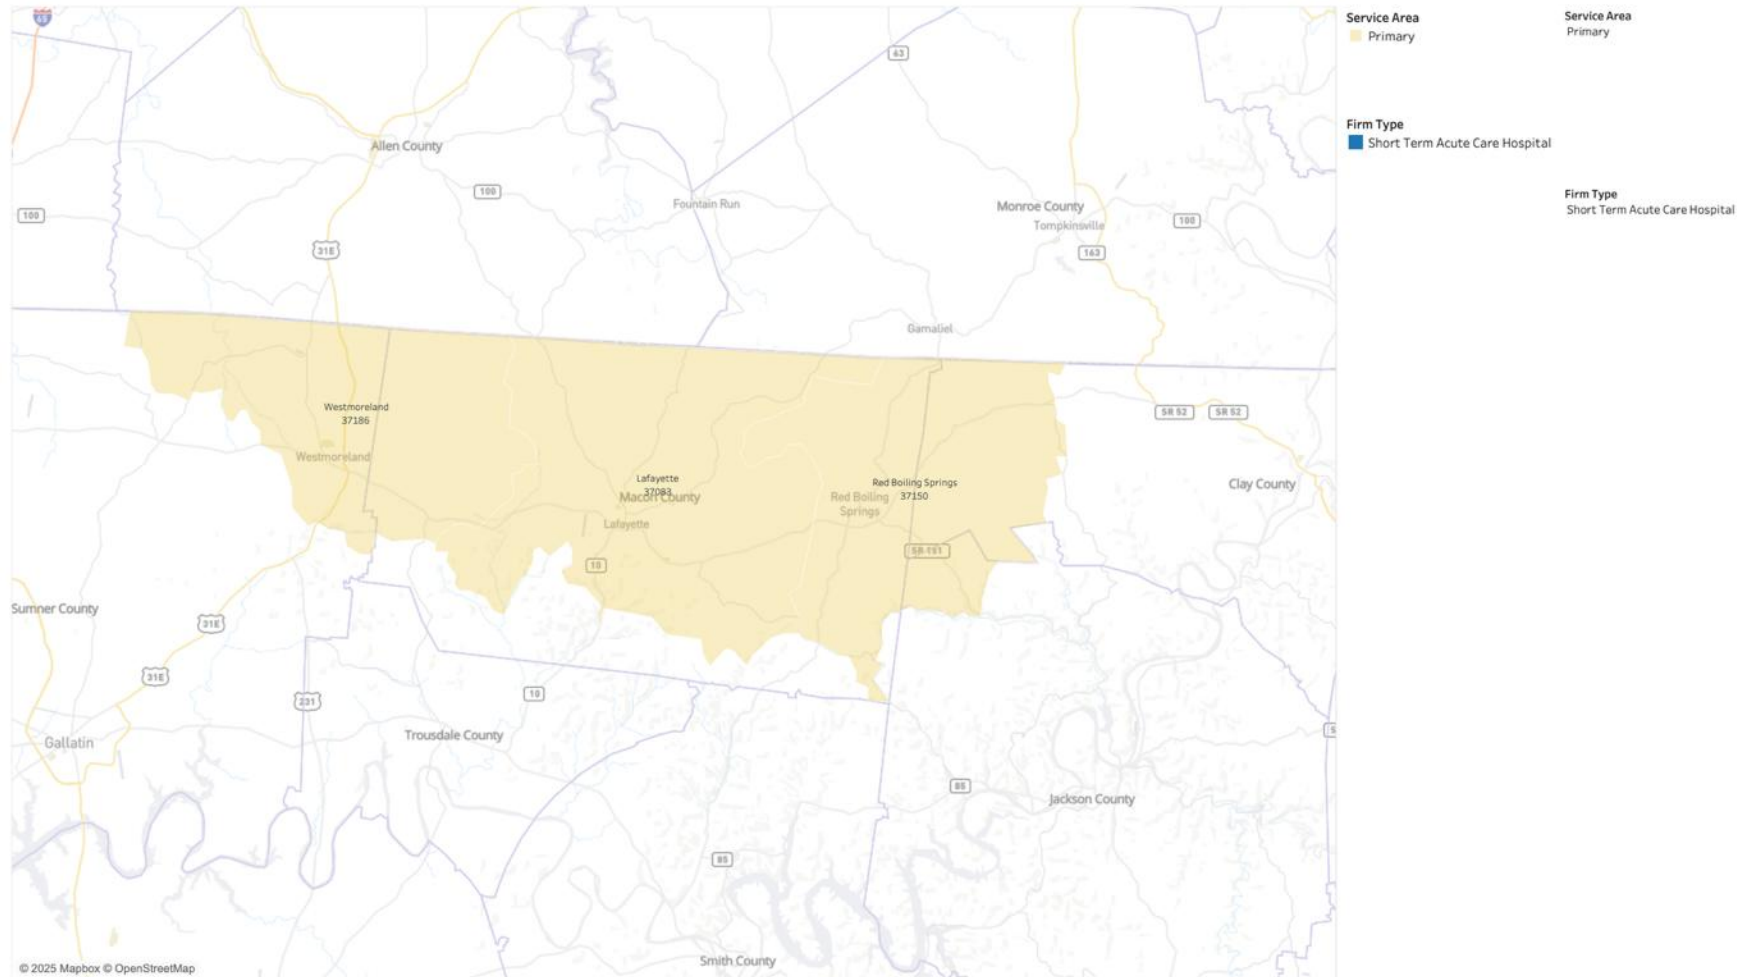 65
63
Allen County
100
100
Fountain Run
Monroe County
Tompkinsville
100
31E
163
Gamaliel
Westmoreland
37186
SR 52
SR 52
Westmoreland
Lafayette
37083
Macon County
Red Boiling Springs
37150
Red Boiling
Springs
Clay County
Lafayette
SR 151
10
Sumner County
31E
31E
231
10
Gallatin
Trousdale County
85
Jackson County
85
Smith County
© 2025 Mapbox © OpenStreetMap
Service Area
Primary
Firm Type
Short Term Acute Care Hospital
Service Area
Primary
Firm Type
Short Term Acute Care Hospital